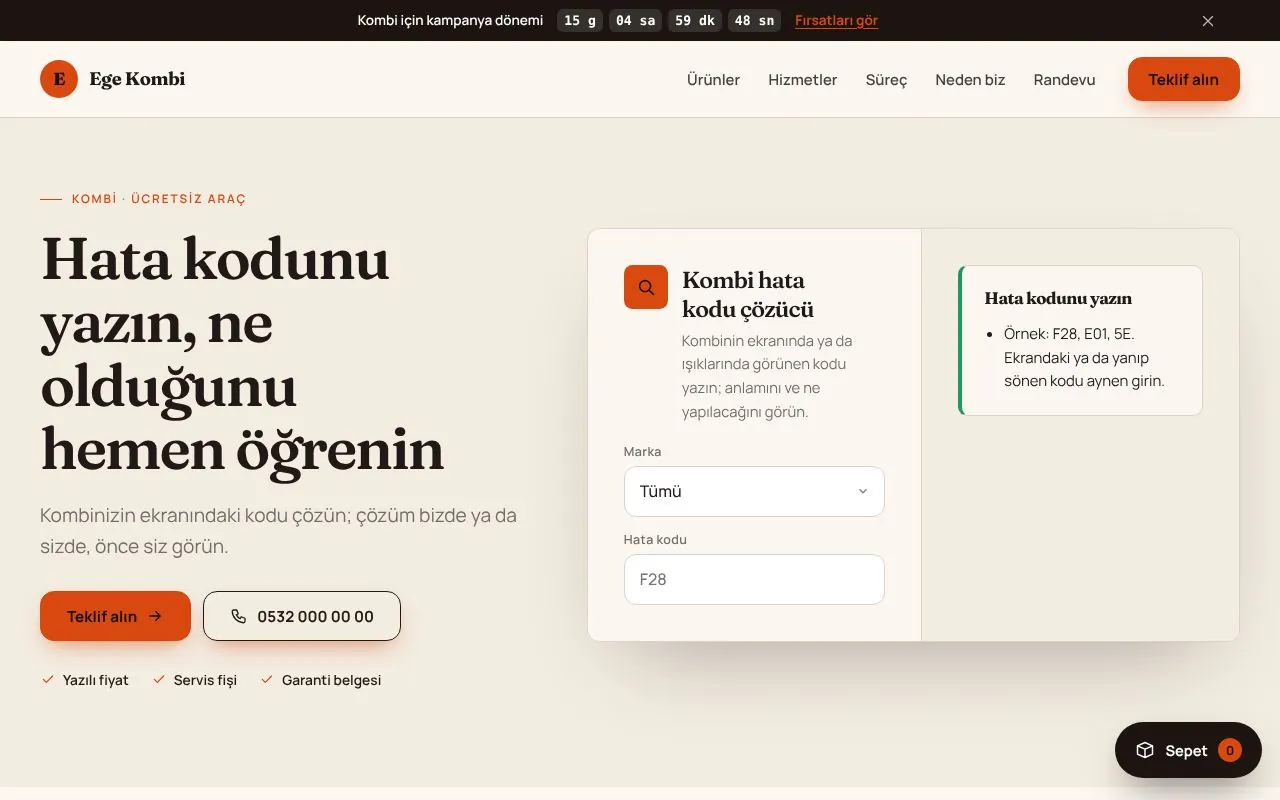 Kombi için kampanya dönemi 15 g 04 sa 59 dk 48 sn Fırsatları gör
E Ege Kombi
Ürünler Hizmetler Süreç Neden biz Randevu Teklif alın
KOMBİ · ÜCRETSİZ ARAÇ
Hata kodunu
yazın, ne
olduğunu
hemen öğrenin
Kombinizin ekranındaki kodu çözün; çözüm bizde ya da
sizde, önce siz görün.
Teklif alın
0532 000 00 00
Yazılı fiyat
Servis fişi
Garanti belgesi
Kombi hata
kodu çözücü
Kombinin ekranında ya da
ışıklarında görünen kodu
yazın; anlamını ve ne
yapılacağını görün.
Marka
Tümü
Hata kodu
F28
Hata kodunu yazın
Örnek: F28, E01, 5E.
Ekrandaki ya da yanıp
sönen kodu aynen girin.
Sepet 0